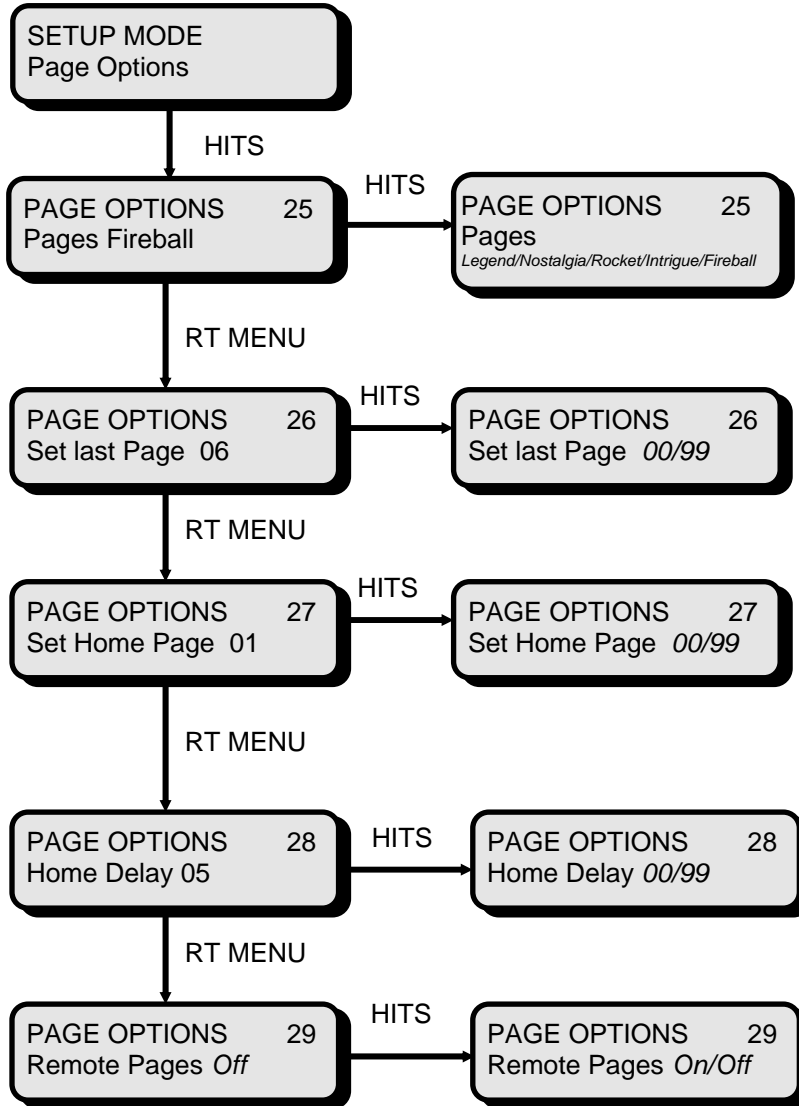 SETUP MODE
Page Options
HITS
PAGE OPTIONS 25
Pages Fireball
HITS
PAGE OPTIONS 25
Pages
Legend/Nostalgia/Rocket/Intrigue/Fireball
RT MENU
PAGE OPTIONS 26
Set last Page 06
HITS
PAGE OPTIONS 26
Set last Page 00/99
RT MENU
PAGE OPTIONS 27
Set Home Page 01
HITS
PAGE OPTIONS 27
Set Home Page 00/99
RT MENU
PAGE OPTIONS 28
Home Delay 05
HITS
PAGE OPTIONS 28
Home Delay 00/99
RT MENU
PAGE OPTIONS 29
Remote Pages Off
HITS
PAGE OPTIONS 29
Remote Pages On/Off